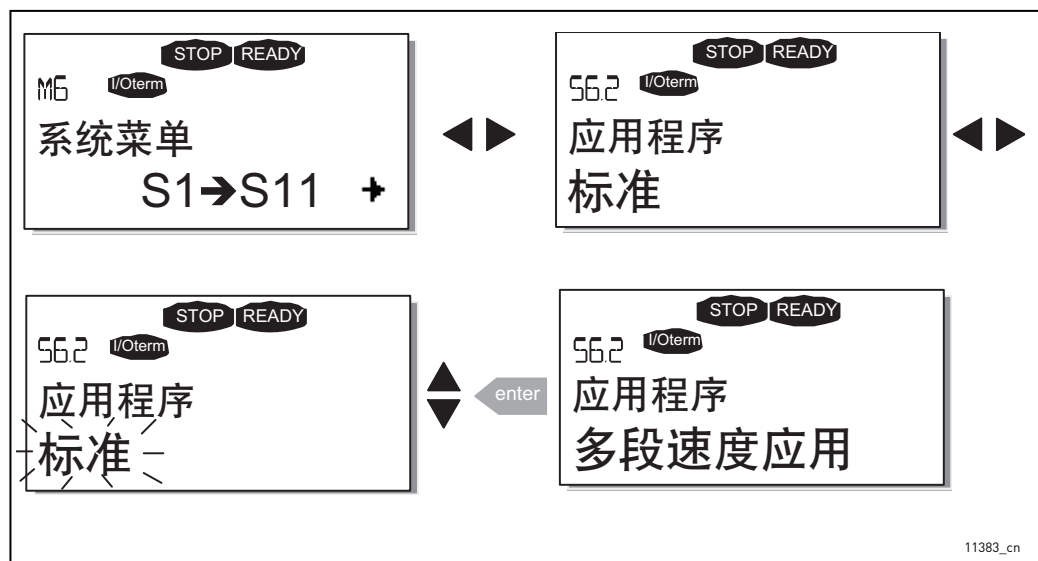 STOP READY
M6 I/Oterm
系统菜单
S1➔S11
STOP READY
S6.2 I/Oterm
应用程序
标准
STOP READY
S6.2 I/Oterm
应用程序
标准
enter
STOP READY
S6.2 I/Oterm
应用程序
多段速度应用
11383_cn